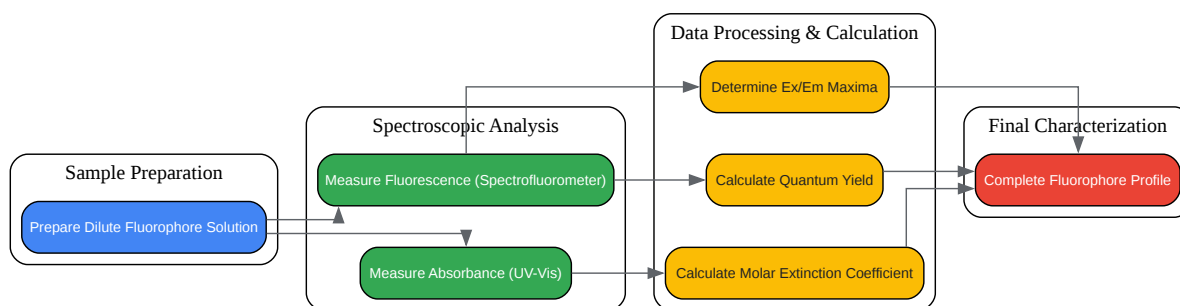 Sample Preparation
Prepare Dilute Fluorophore Solution
Spectroscopic Analysis
Measure Fluorescence (Spectrofluorometer)
Measure Absorbance (UV-Vis)
Data Processing & Calculation
Determine Ex/Em Maxima
Calculate Quantum Yield
Calculate Molar Extinction Coefficient
Final Characterization
Complete Fluorophore Profile